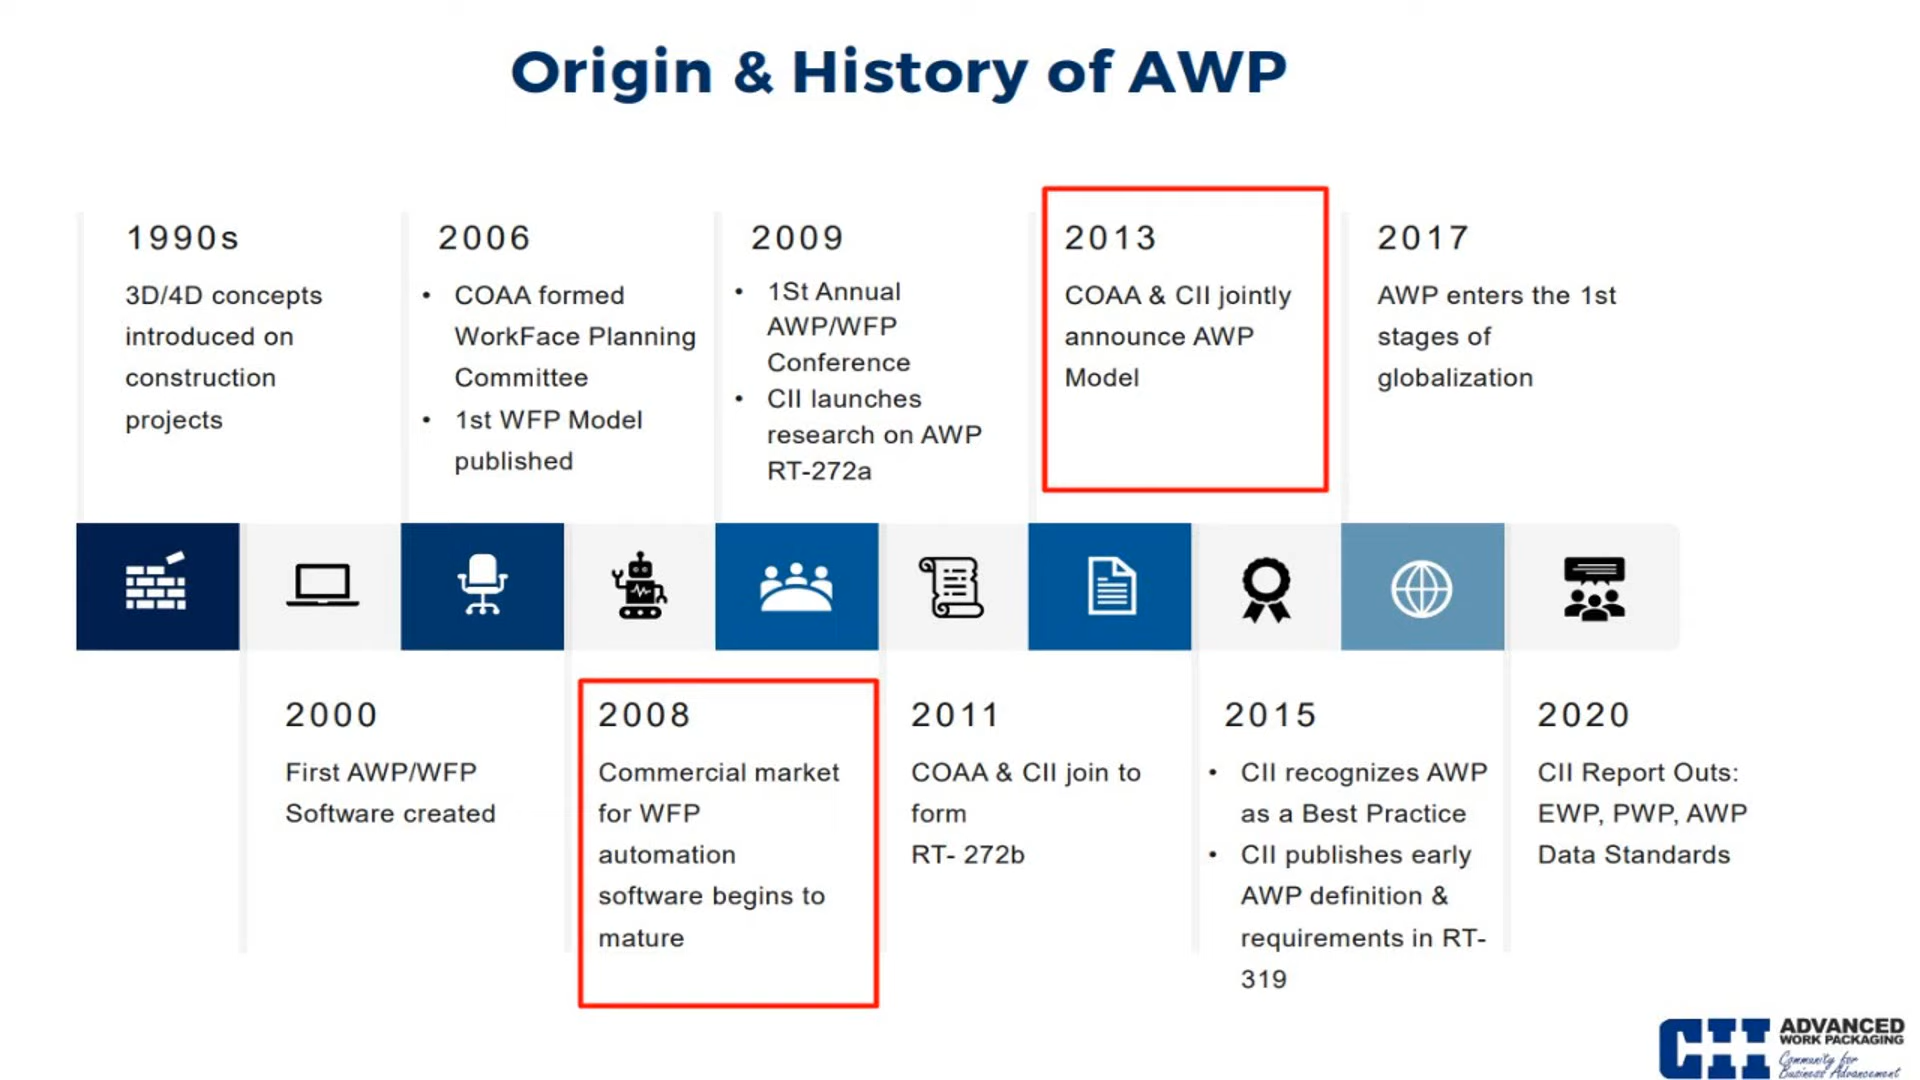 Origin & History of AWP
1990s
3D/4D concepts
introduced on
construction
projects
2006
• COAA formed
WorkFace Planning
Committee
• 1st WFP Model
published
2009
• 1St Annual
AWP/WFP
Conference
• CII launches
research on AWP
RT-272a
2013
COAA & CII jointly
announce AWP
Model
2017
AWP enters the 1st
stages of
globalization
2000
First AWP/WFP
Software created
2008
Commercial market
for WFP
automation
software begins to
mature
2011
COAA & CII join to
form
RT- 272b
2015
• CII recognizes AWP
as a Best Practice
• CII publishes early
AWP definition &
requirements in RT-
319
2020
CII Report Outs:
EWP, PWP, AWP
Data Standards
CII
ADVANCED
WORK PACKAGING
Community for
Business Advancement